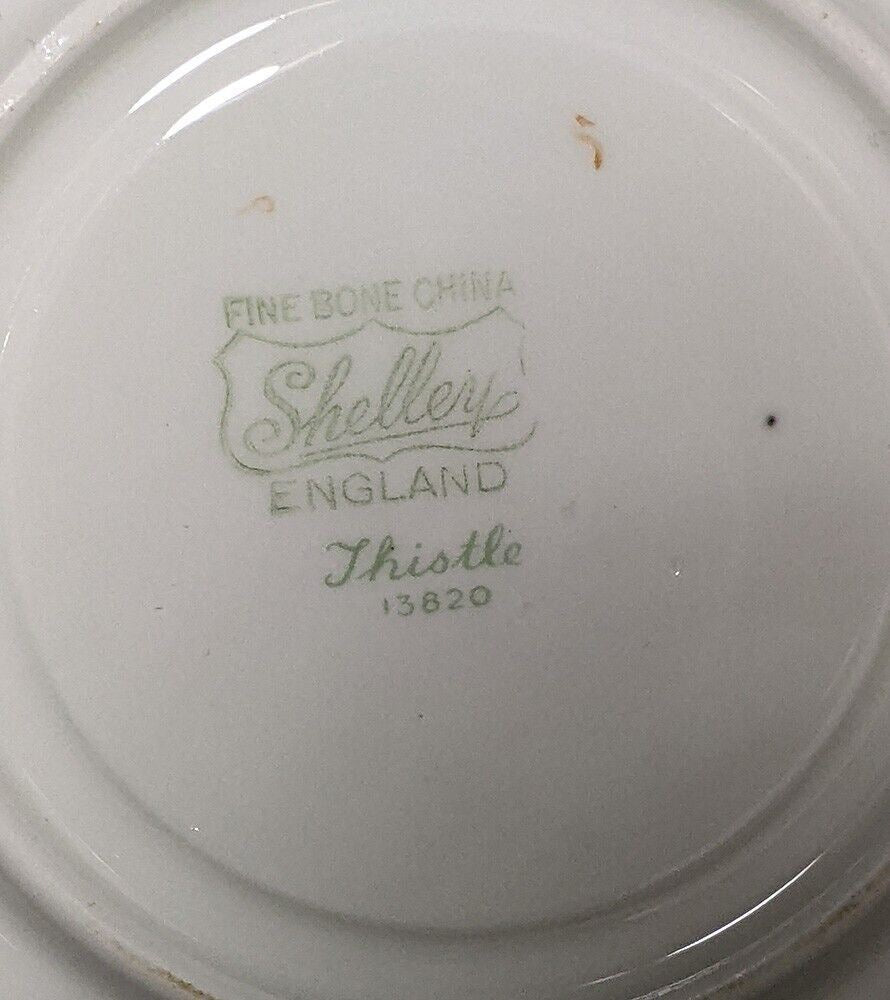 FINE BONE CHINA
Shelley
ENGLAND
Thistle
13820